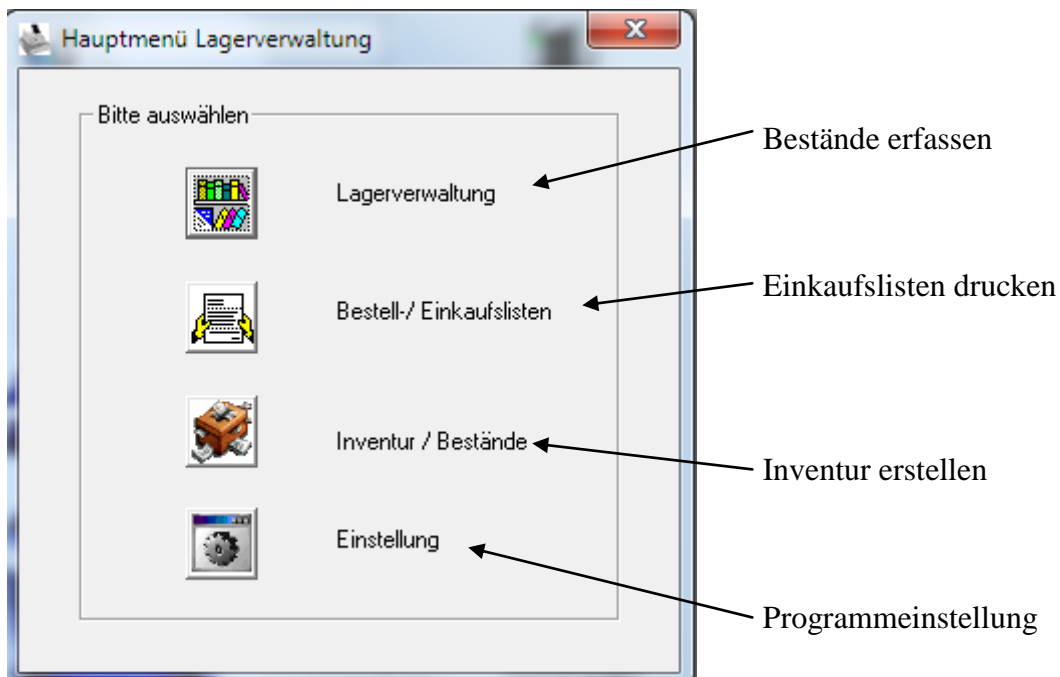 Hauptmenü Lagerverwaltung
Bitte auswählen
Bestände erfassen
Lagerverwaltung
Einkaufslisten drucken
Bestell-/ Einkaufslisten
Inventur / Bestände
Inventur erstellen
Einstellung
Programmeinstellung